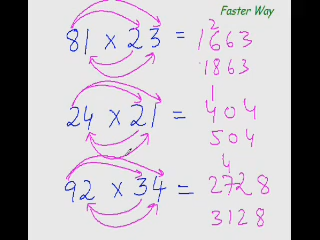 Faster Way
2
81 x 23 = 1663
1863
1
24 x 21 = 404
504
4
92 x 34 = 2728
3128